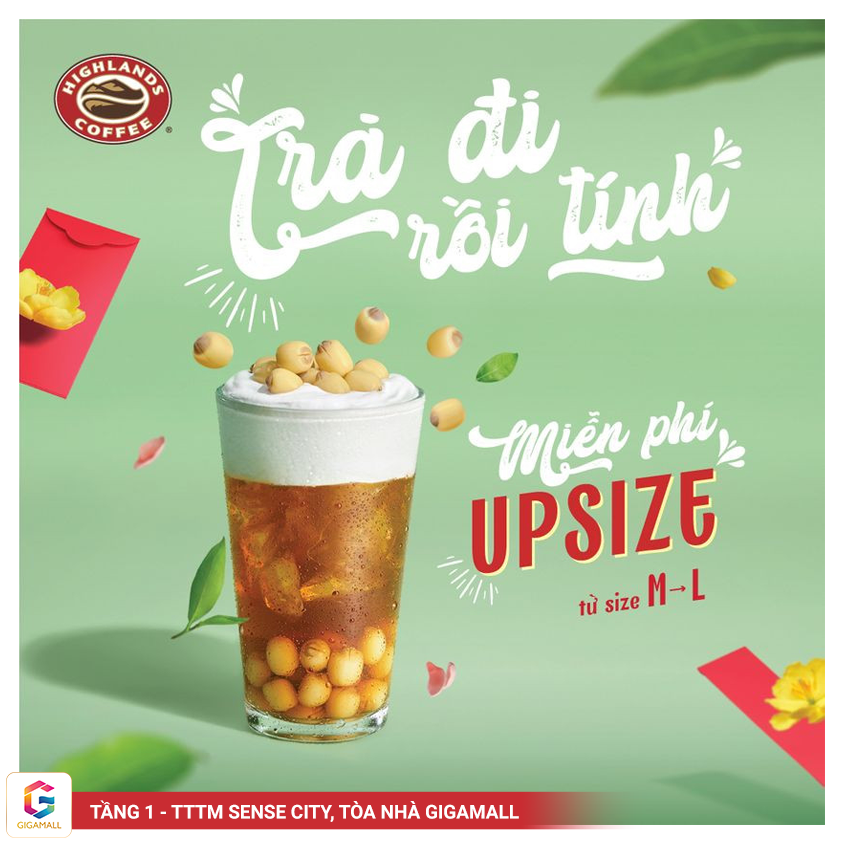 HIGHLANDS
COFFEE
®
Trà đi
rồi tính
Miễn phí
UPSIZE
từ size M→L
GIGAMALL
TẦNG 1 - TTTM SENSE CITY, TÒA NHÀ GIGAMALL